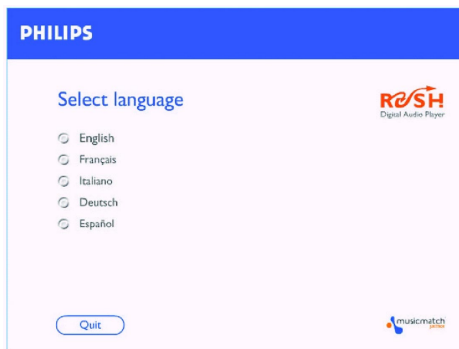 PHILIPS
Select language
RUSH
Digital Audio Player
English
Français
Italiano
Deutsch
Español
Quit
musicmatch